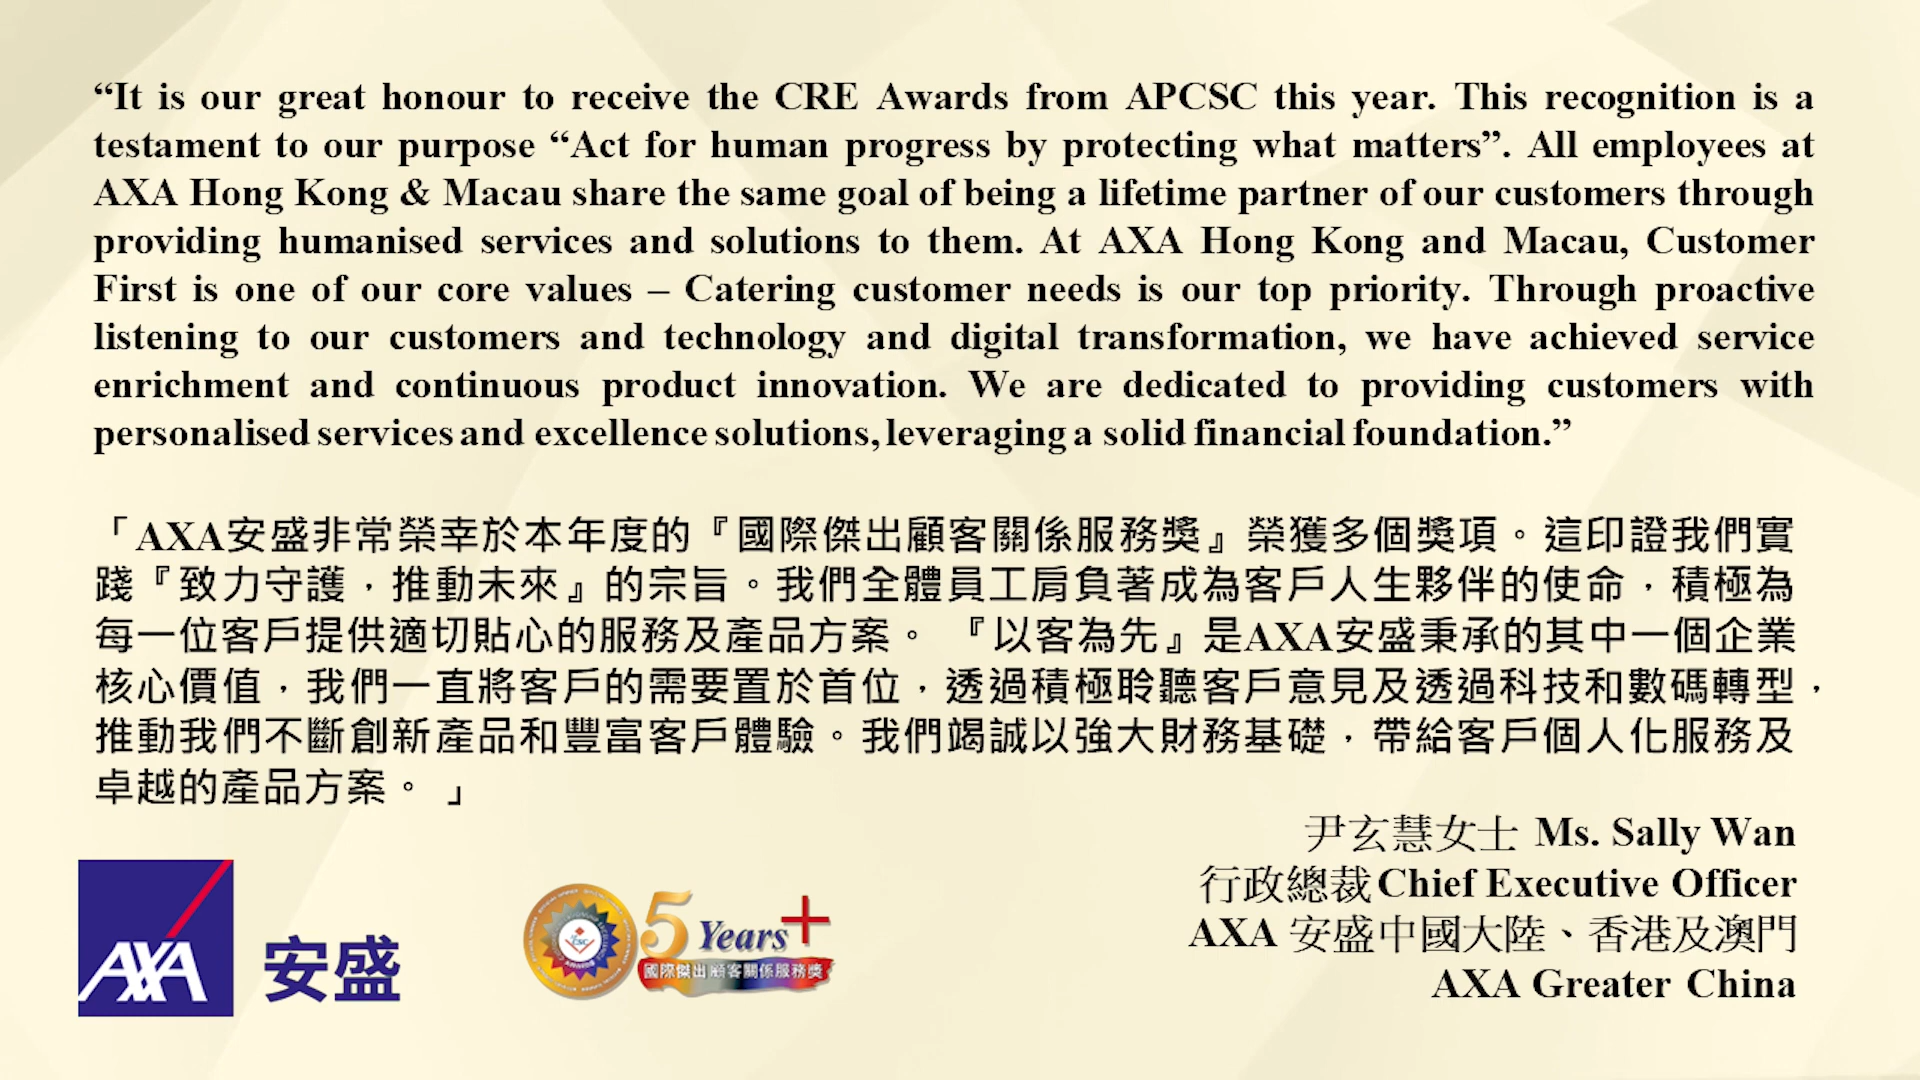 “It is our great honour to receive the CRE Awards from APCSC this year. This recognition is a
testament to our purpose “Act for human progress by protecting what matters”. All employees at
AXA Hong Kong & Macau share the same goal of being a lifetime partner of our customers through
providing humanised services and solutions to them. At AXA Hong Kong and Macau, Customer
First is one of our core values – Catering customer needs is our top priority. Through proactive
listening to our customers and technology and digital transformation, we have achieved service
enrichment and continuous product innovation. We are dedicated to providing customers with
personalised services and excellence solutions, leveraging a solid financial foundation.”
「AXA安盛非常榮幸於本年度的『國際傑出顧客關係服務獎』榮獲多個獎項。這印證我們實
踐『致力守護，推動未來』的宗旨。我們全體員工肩負著成為客戶人生夥伴的使命，積極為
每一位客戶提供適切貼心的服務及產品方案。 『以客為先』是AXA安盛秉承的其中一個企業
核心價值，我們一直將客戶的需要置於首位，透過積極聆聽客戶意見及透過科技和數碼轉型，
推動我們不斷創新產品和豐富客戶體驗。我們竭誠以強大財務基礎，帶給客戶個人化服務及
卓越的產品方案。 」
尹玄慧女士 Ms. Sally Wan
行政總裁 Chief Executive Officer
AXA 安盛中國大陸、香港及澳門
AXA Greater China
AXA 安盛
5 Years+
國際傑出顧客關係服務獎